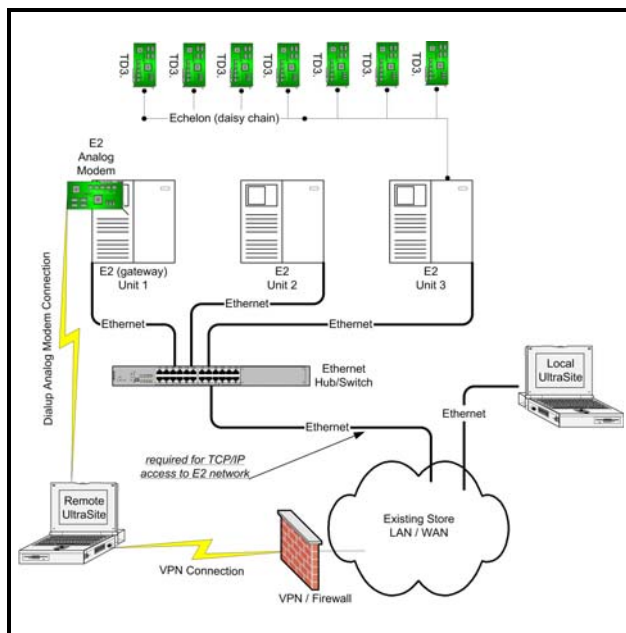 TD3.
TD3.
TD3.
TD3.
TD3.
TD3.
TD3.
Echelon (daisy chain)
E2
Analog
Modem
E2 (gateway)
Unit 1
E2
Unit 2
E2
Unit 3
Ethernet
Ethernet
Ethernet
Dialup Analog Modem Connection
Ethernet
Hub/Switch
Local
UltraSite
Ethernet
Ethernet
required for TCP/IP
access to E2 network
Remote
UltraSite
Existing Store
LAN / WAN
VPN Connection
VPN / Firewall